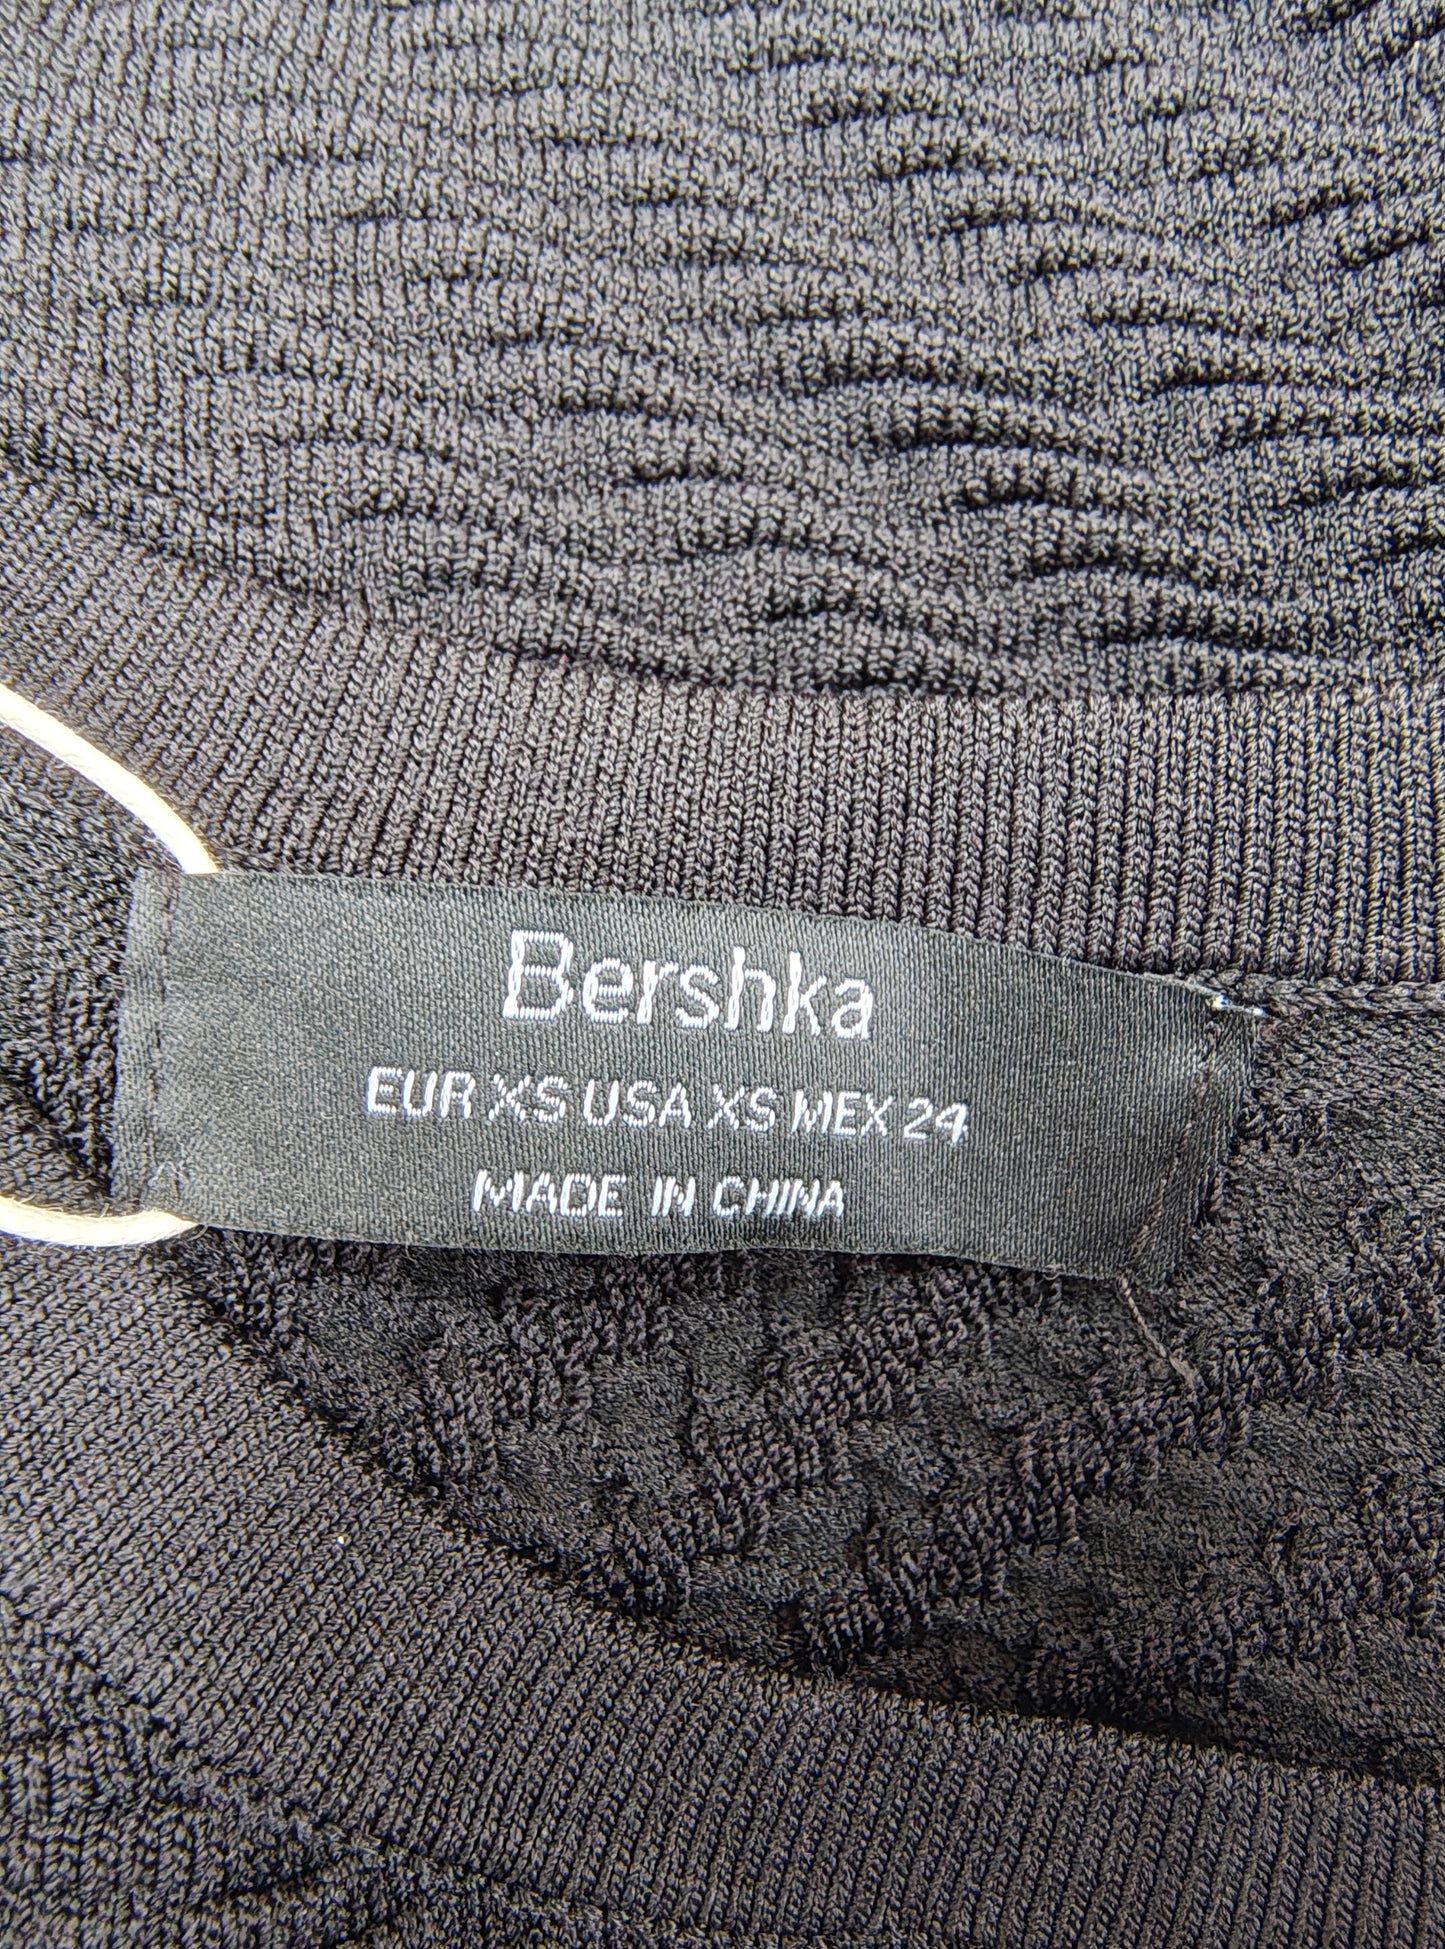 Bershka
EUR XS USA XS MEX 24
MADE IN CHINA